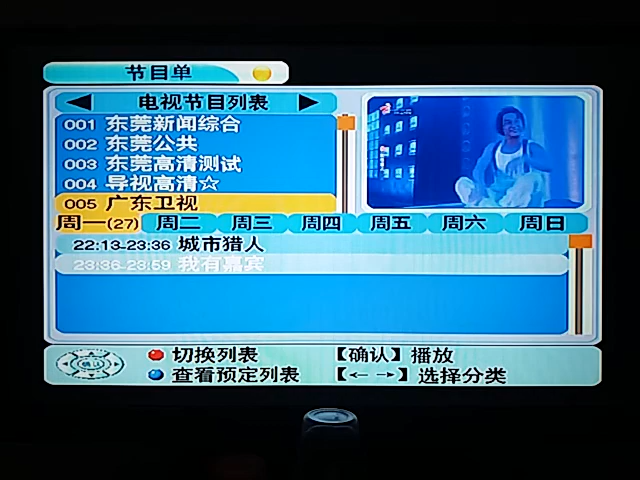 节目单
电视节目列表
001 东莞新闻综合
002 东莞公共
003 东莞高清测试
004 导视高清☆
005 广东卫视
周一(27) 周二 周三 周四 周五 周六 周日
22:13-23:36 城市猎人
23:36-23:59 我有嘉宾
切换列表 【确认】播放
确认
查看预定列表 【← →】选择分类